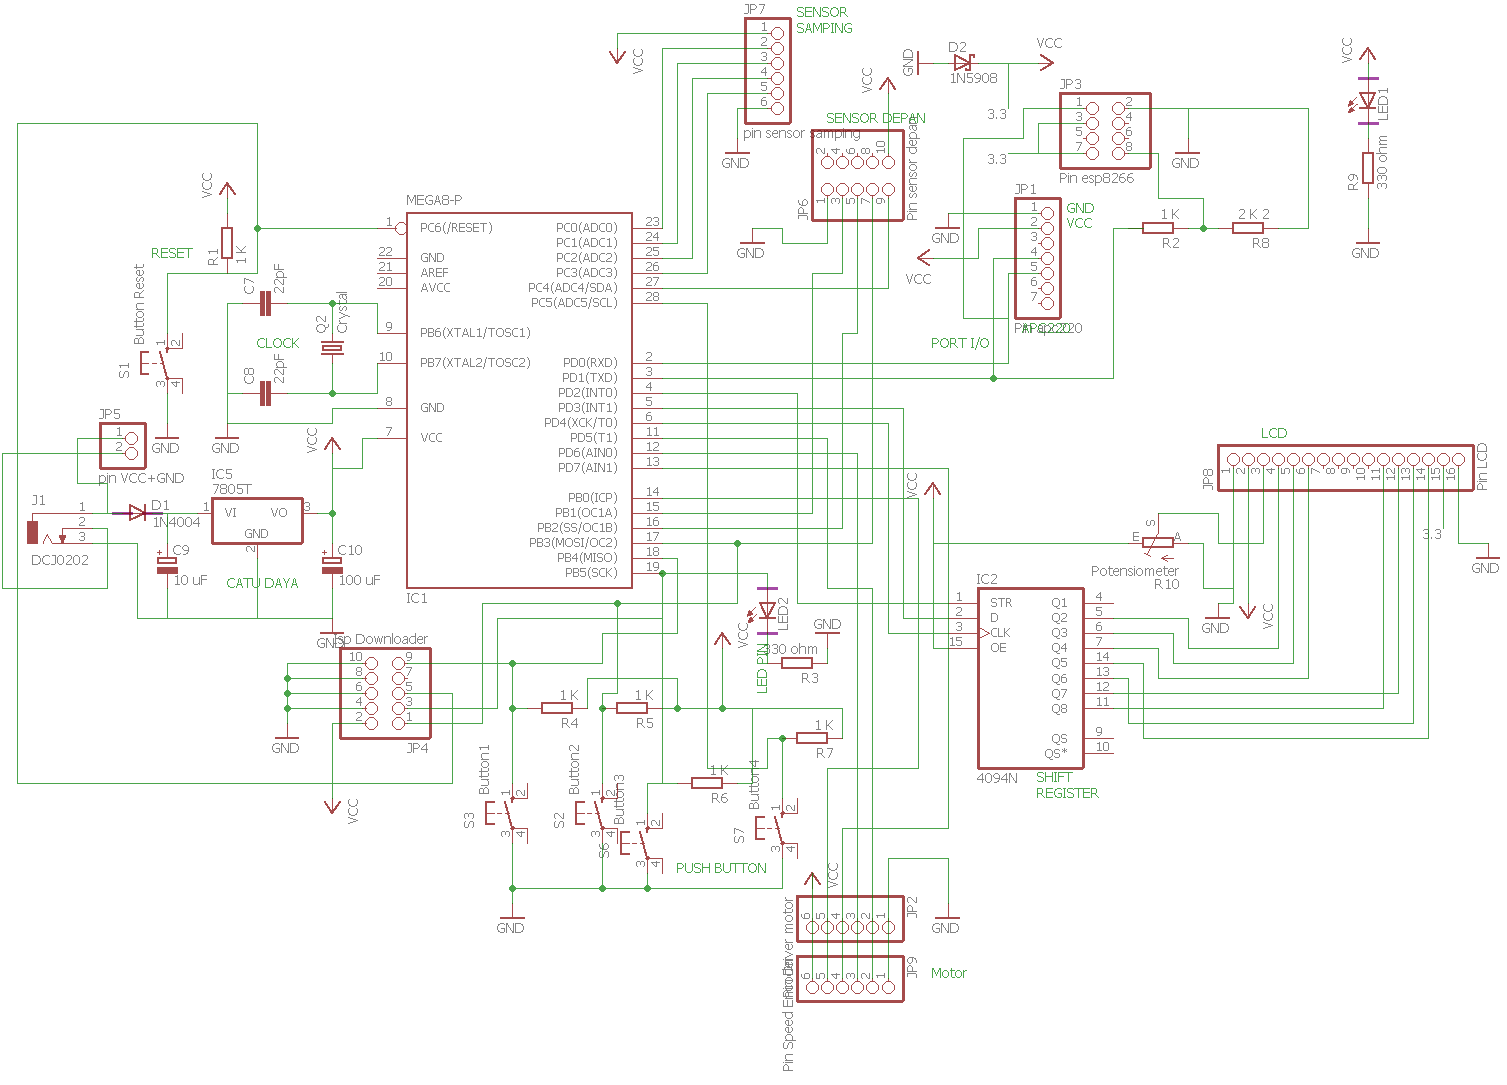 JP7
SENSOR
SAMPING
1
2
3
4
5
6
VCC
GND
pin sensor samping
SENSOR DEPAN
VCC
2
4
6
8
10
1
3
5
7
9
JP6
Pin sensor depan
GND
GND
D2
1N5908
VCC
3.3
3.3
JP3
1
3
5
7
2
4
6
8
Pin esp8266
GND
VCC
LED1
R9
330 ohm
GND
JP1
GND
VCC
1
2
3
4
5
6
7
GND
VCC
PORT I/O
1 K
R2
2 K 2
R8
MEGA8-P
1
PC6(/RESET)
22
GND
21
AREF
20
AVCC
9
PB6(XTAL1/TOSC1)
10
PB7(XTAL2/TOSC2)
8
GND
7
VCC
PC0(ADC0)
23
PC1(ADC1)
24
PC2(ADC2)
25
PC3(ADC3)
26
PC4(ADC4/SDA)
27
PC5(ADC5/SCL)
28
PD0(RXD)
2
PD1(TXD)
3
PD2(INT0)
4
PD3(INT1)
5
PD4(XCK/T0)
6
PD5(T1)
11
PD6(AIN0)
12
PD7(AIN1)
13
PB0(ICP)
14
PB1(OC1A)
15
PB2(SS/OC1B)
16
PB3(MOSI/OC2)
17
PB4(MISO)
18
PB5(SCK)
19
IC1
VCC
R1
1 K
RESET
Button Reset
S1
1
2
3
4
GND
C7
22pF
C8
22pF
CLOCK
Q2
Crystal
GND
VCC
JP5
1
2
pin VCC+GND
J1
1
2
3
DCJ0202
D1
1N4004
IC5
7805T
1
VI
VO
3
GND
2
C9
10 uF
C10
100 uF
CATU DAYA
GND
Isp Downloader
10
8
6
4
2
9
7
5
3
1
JP4
GND
VCC
LED2
LED PIN
330 ohm
R3
GND
VCC
1 K
R4
1 K
R5
1 K
R6
1 K
R7
Button1
S3
1
2
3
4
Button2
S2
1
2
3
4
Button3
S6
1
2
3
4
Button4
S7
1
2
3
4
PUSH BUTTON
GND
VCC
6
5
4
3
2
1
JP2
GND
6
5
4
3
2
1
JP9
Motor
LCD
JP8
1
2
3
4
5
6
7
8
9
10
11
12
13
14
15
16
Pin LCD
3.3
GND
VCC
S
E
A
Potensiometer
R10
GND
VCC
IC2
1
STR
2
D
3
CLK
15
OE
Q1
4
Q2
5
Q3
6
Q4
7
Q5
14
Q6
13
Q7
12
Q8
11
QS
9
QS*
10
4094N
SHIFT
REGISTER